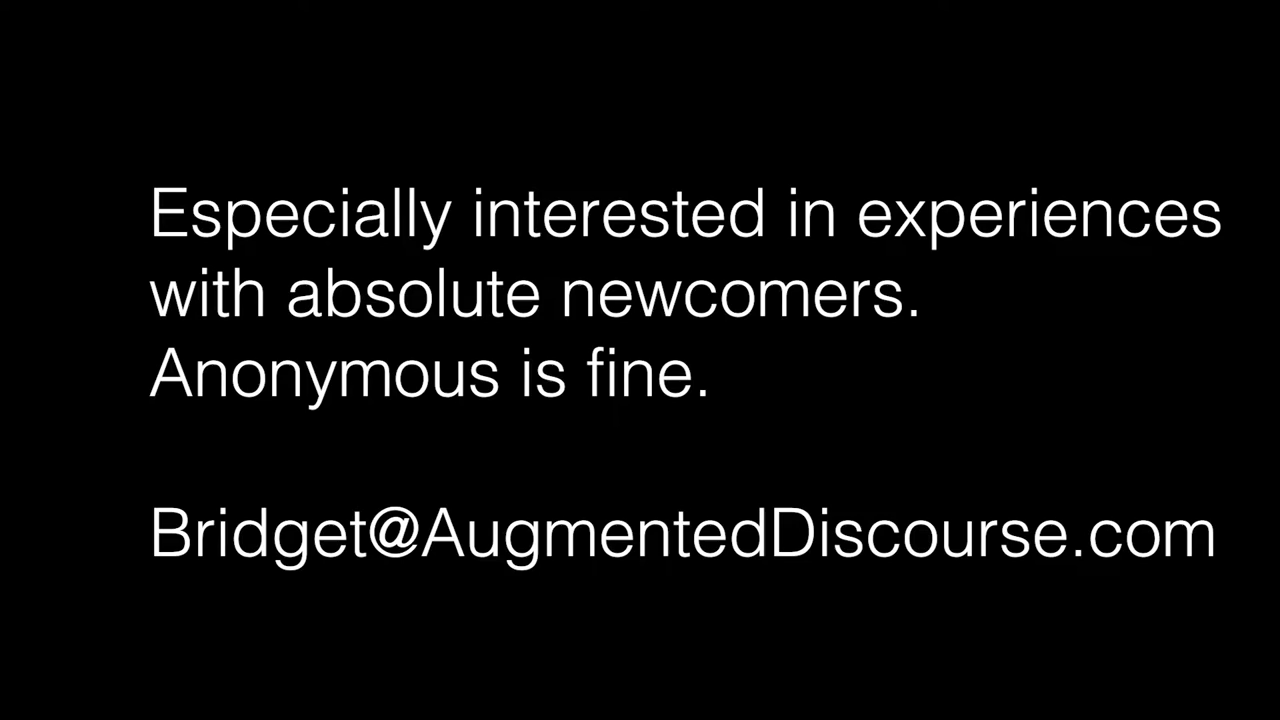 Especially interested in experiences
with absolute newcomers.
Anonymous is fine.
Bridget@AugmentedDiscourse.com